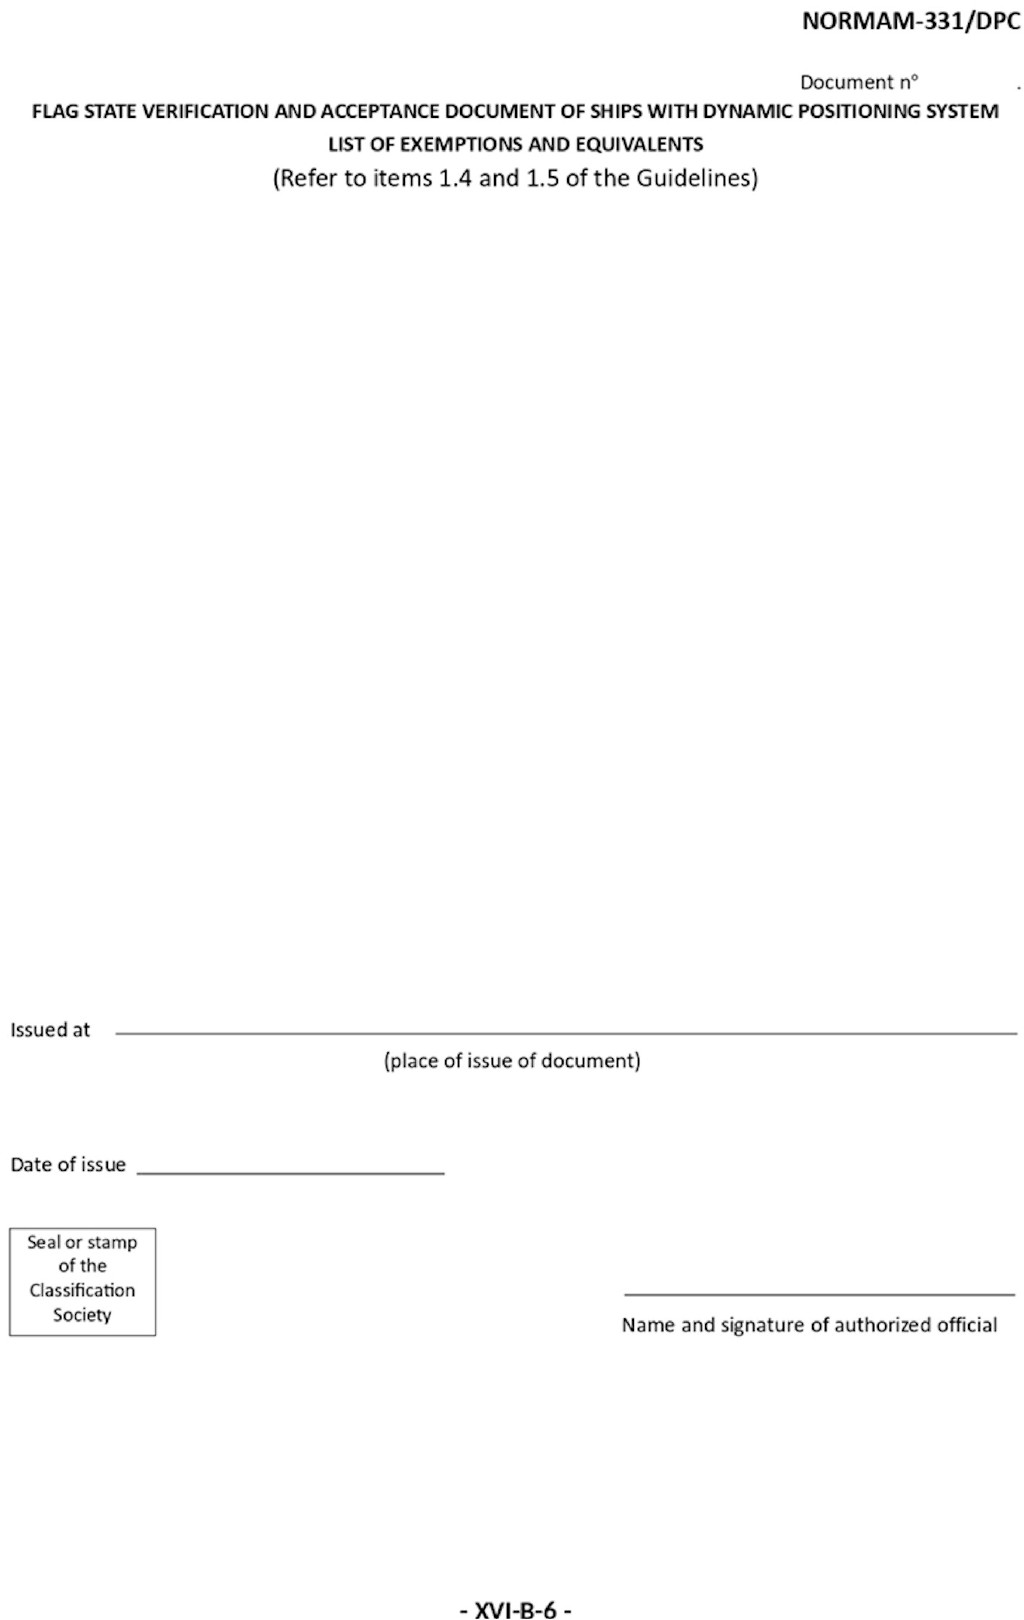 NORMAM-331/DPC
Document n° .
FLAG STATE VERIFICATION AND ACCEPTANCE DOCUMENT OF SHIPS WITH DYNAMIC POSITIONING SYSTEM
LIST OF EXEMPTIONS AND EQUIVALENTS
(Refer to items 1.4 and 1.5 of the Guidelines)
Issued at
(place of issue of document)
Date of issue
Seal or stamp
of the
Classification
Society
Name and signature of authorized official
- XVI-B-6 -